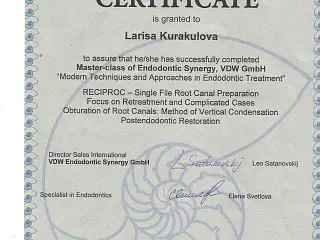 CERTIFICATE
is granted to
Larisa Kurakulova
to assure that he/she has successfully completed
Master-class of Endodontic Synergy, VDW GmbH
"Modern Techniques and Approaches in Endodontic Treatment"
RECIPROC – Single File Root Canal Preparation
Focus on Retreatment and Complicated Cases
Obturation of Root Canals: Method of Vertical Condensation
Postendodontic Restoration
Director Sales International
VDW Endodontic Synergy GmbH
Leo Satanovskij
Specialist in Endodontics
Elena Svetlova